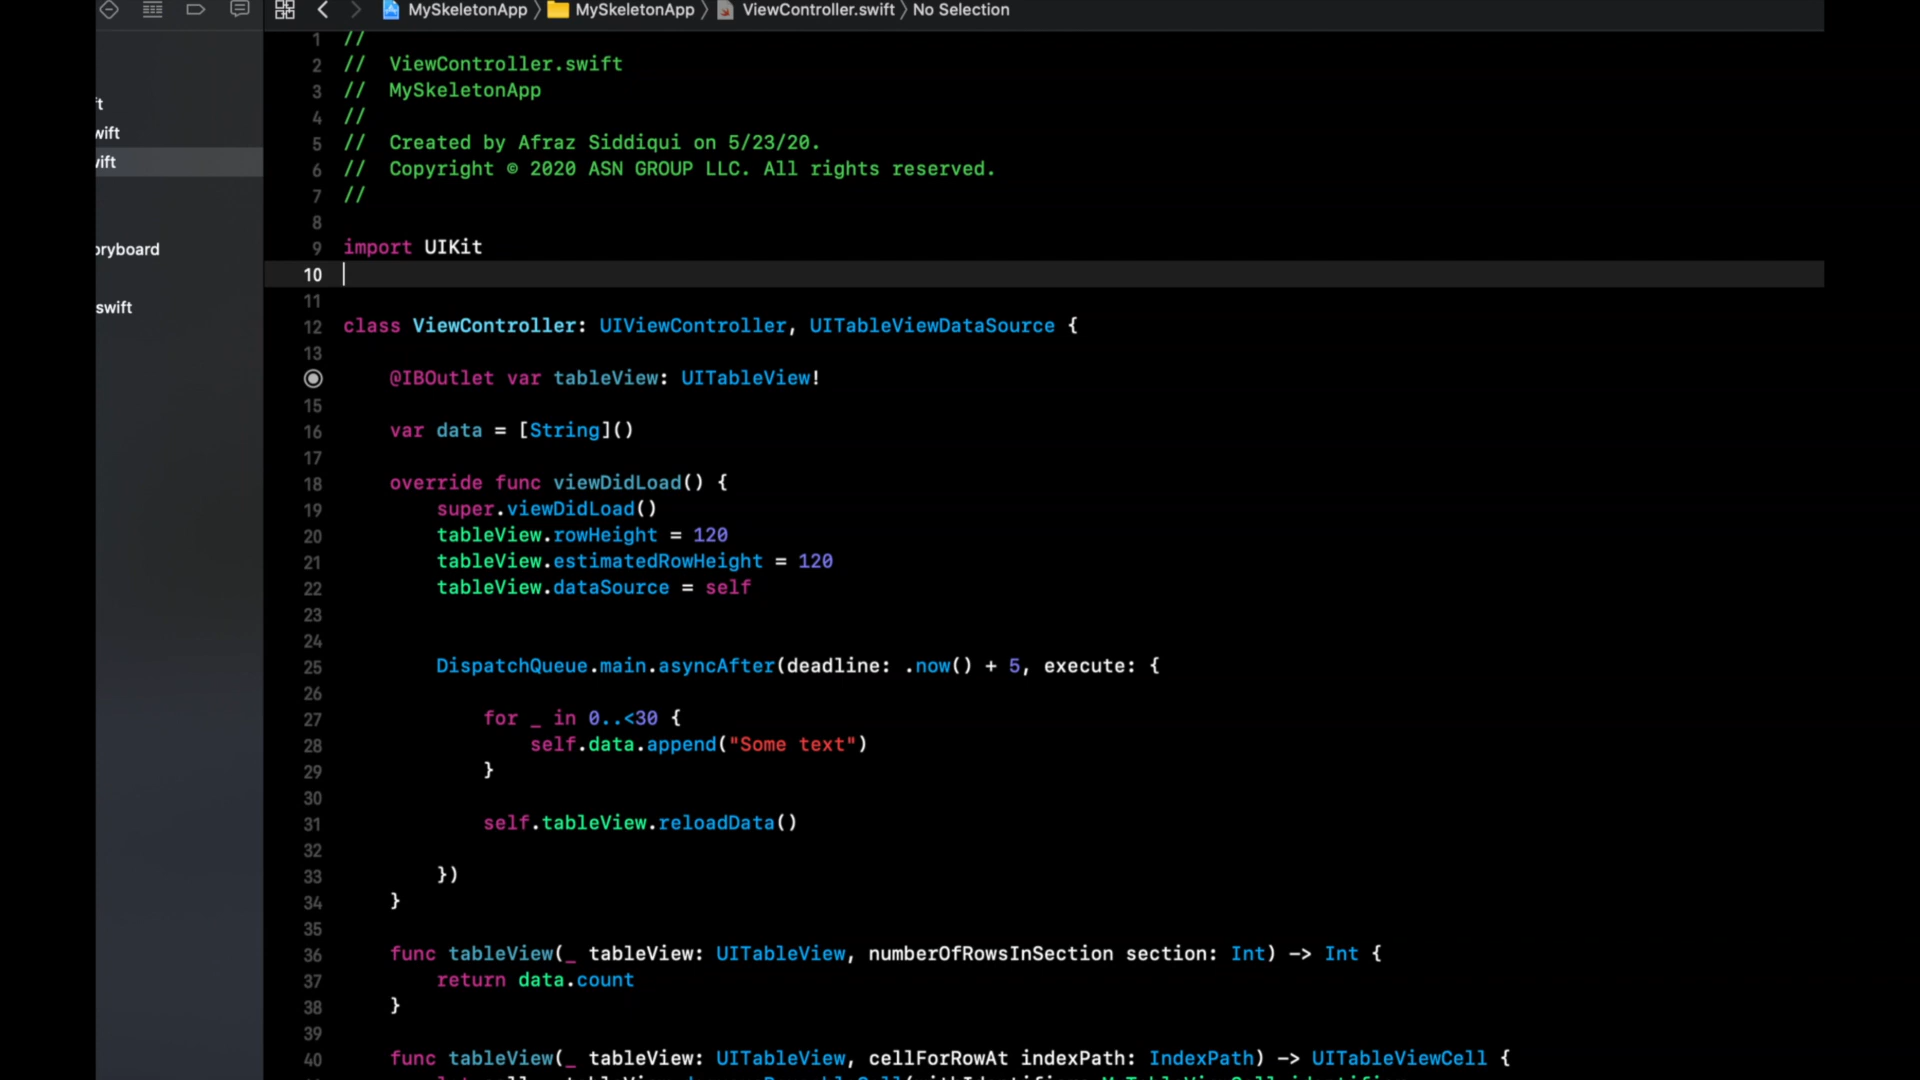 MySkeletonApp 〉 MySkeletonApp 〉 ViewController.swift 〉 No Selection
ft
wift
vift
oryboard
swift
1 //
2 //  ViewController.swift
3 //  MySkeletonApp
4 //
5 //  Created by Afraz Siddiqui on 5/23/20.
6 //  Copyright © 2020 ASN GROUP LLC. All rights reserved.
7 //
8
9 import UIKit
10
11
12 class ViewController: UIViewController, UITableViewDataSource {
13
@IBOutlet var tableView: UITableView!
15
16 var data = [String]()
17
18 override func viewDidLoad() {
19 super.viewDidLoad()
20 tableView.rowHeight = 120
21 tableView.estimatedRowHeight = 120
22 tableView.dataSource = self
23
24
25 DispatchQueue.main.asyncAfter(deadline: .now() + 5, execute: {
26
27 for _ in 0..<30 {
28 self.data.append("Some text")
29 }
30
31 self.tableView.reloadData()
32
33 })
34 }
35
36 func tableView(_ tableView: UITableView, numberOfRowsInSection section: Int) -> Int {
37 return data.count
38 }
39
40 func tableView(_ tableView: UITableView, cellForRowAt indexPath: IndexPath) -> UITableViewCell {